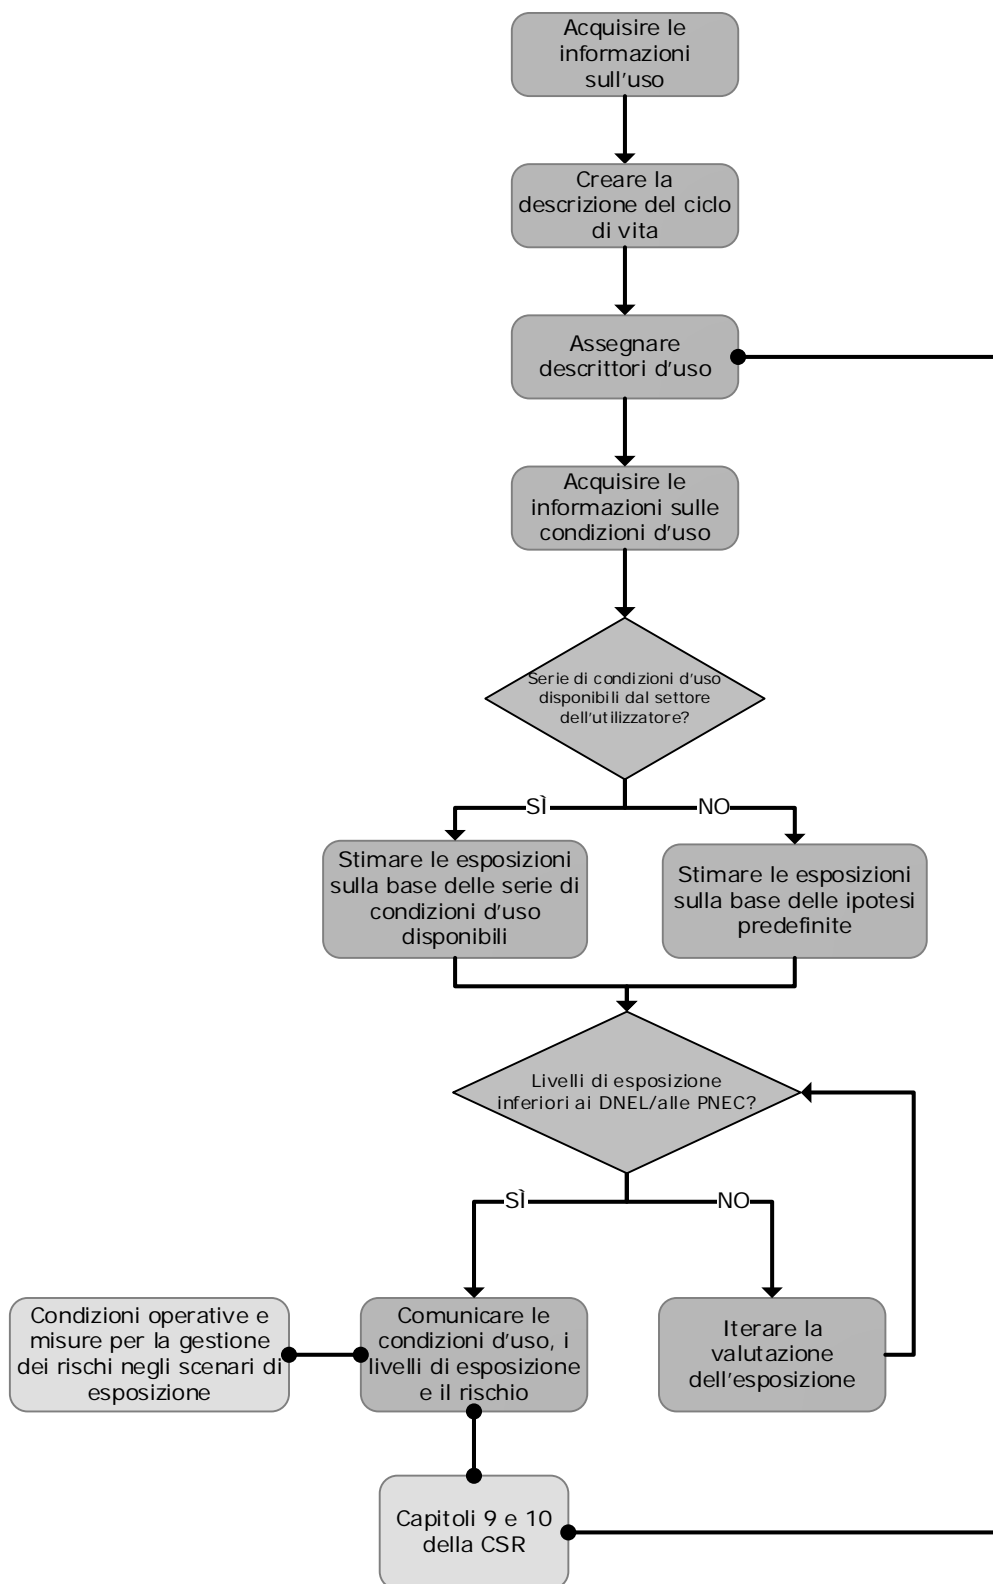 Acquisire le
informazioni
sull'uso
Creare la
descrizione del ciclo
di vita
Assegnare
descrittori d'uso
Acquisire le
informazioni sulle
condizioni d'uso
Serie di condizioni d'uso
disponibili dal settore
dell'utilizzatore?
SÌ
NO
Stimare le esposizioni
sulla base delle serie di
condizioni d'uso
disponibili
Stimare le esposizioni
sulla base delle ipotesi
predefinite
Livelli di esposizione
inferiori ai DNEL/alle PNEC?
SÌ
NO
Condizioni operative e
misure per la gestione
dei rischi negli scenari di
esposizione
Comunicare le
condizioni d'uso, i
livelli di esposizione
e il rischio
Iterare la
valutazione
dell'esposizione
Capitoli 9 e 10
della CSR